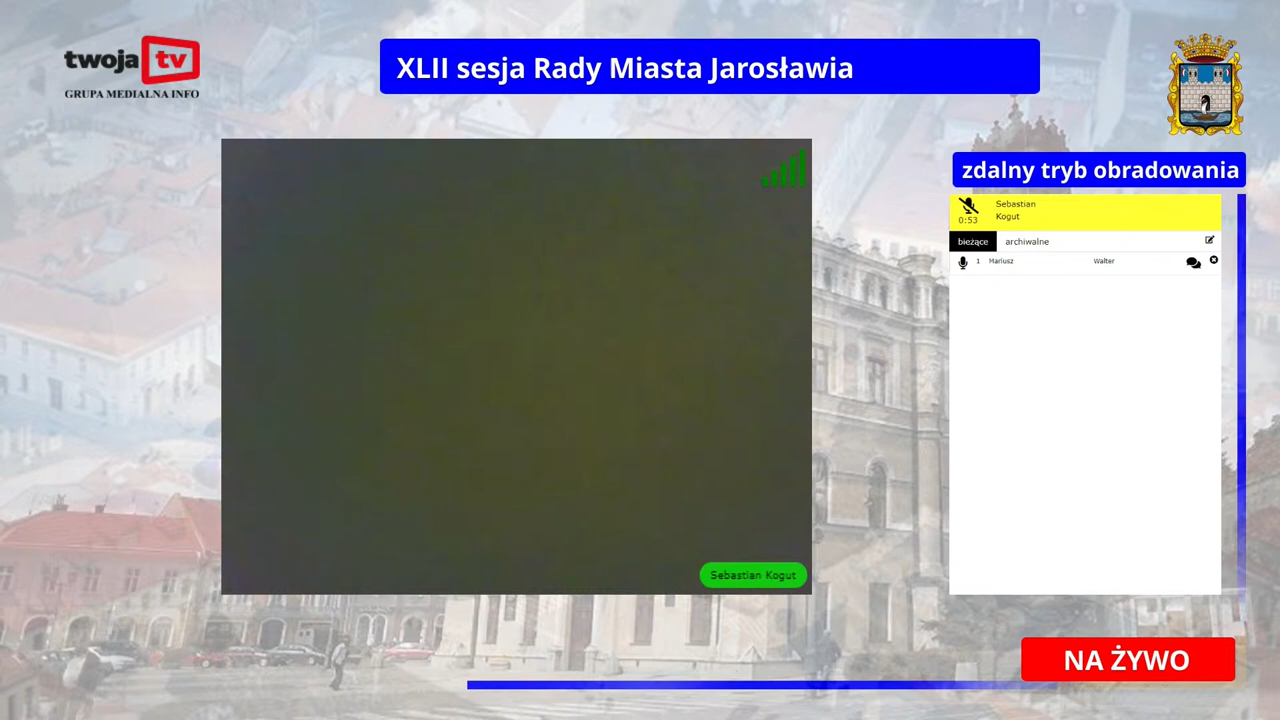 twoja tv
GRUPA MEDIALNA INFO
XLII sesja Rady Miasta Jarosławia
zdalny tryb obradowania
0:53
Sebastian
Kogut
bieżące archiwalne
1 Mariusz Walter
Sebastian Kogut
NA ŻYWO